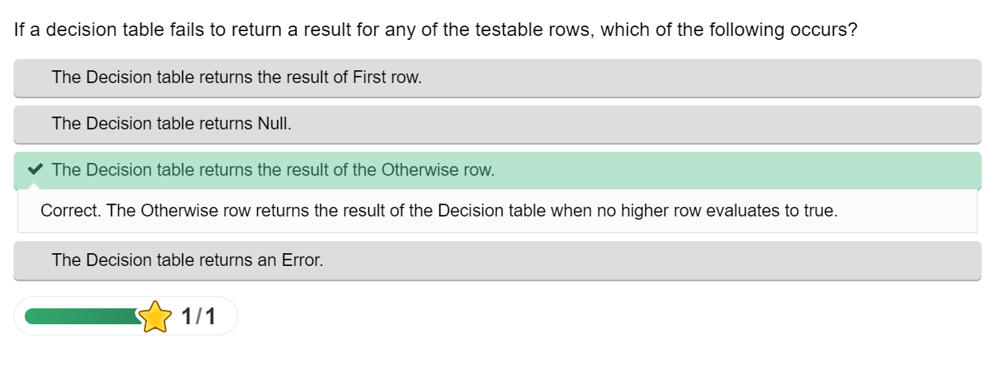 If a decision table fails to return a result for any of the testable rows, which of the following occurs?
The Decision table returns the result of First row.
The Decision table returns Null.
The Decision table returns the result of the Otherwise row.
Correct. The Otherwise row returns the result of the Decision table when no higher row evaluates to true.
The Decision table returns an Error.
1/1